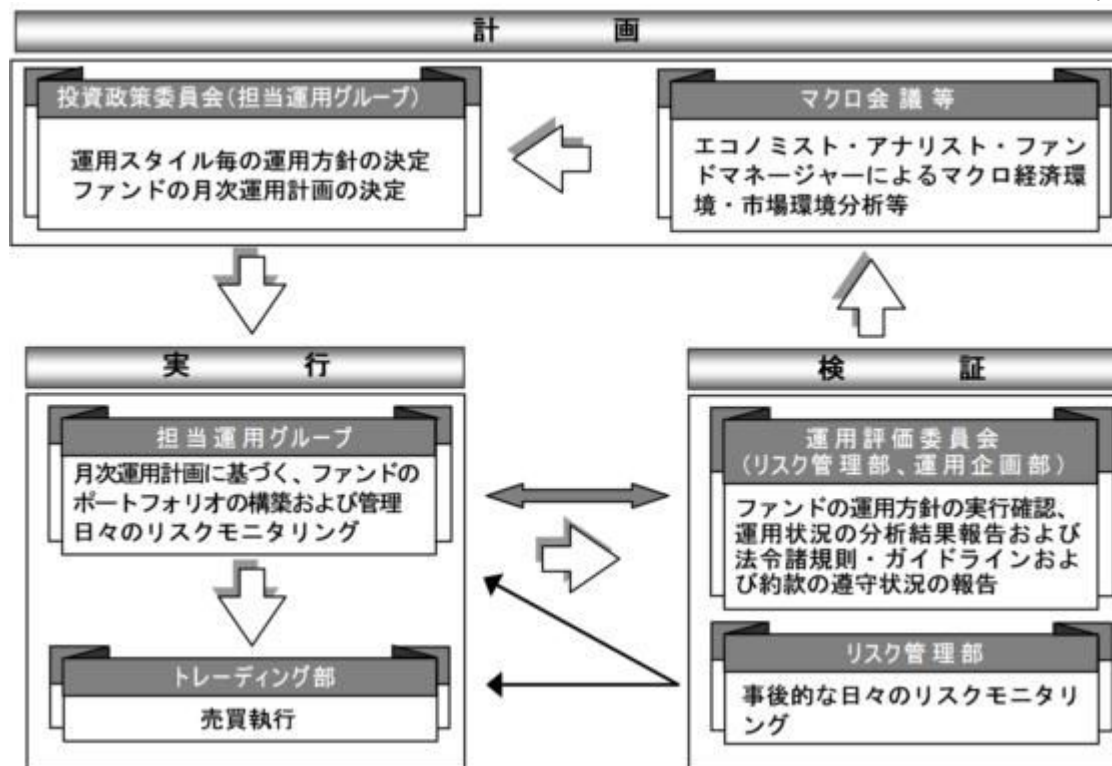 計画
投資政策委員会（担当運用グループ）
運用スタイル毎の運用方針の決定
ファンドの月次運用計画の決定
マクロ会議等
エコノミスト・アナリスト・ファン
ドマネージャーによるマクロ経済環
境・市場環境分析等
実行
担当運用グループ
月次運用計画に基づく、ファンドの
ポートフォリオの構築および管理
日々のリスクモニタリング
トレーディング部
売買執行
検証
運用評価委員会
（リスク管理部、運用企画部）
ファンドの運用方針の実行確認、
運用状況の分析結果報告および
法令諸規則・ガイドラインおよ
び約款の遵守状況の報告
リスク管理部
事後的な日々のリスクモニタリ
ング